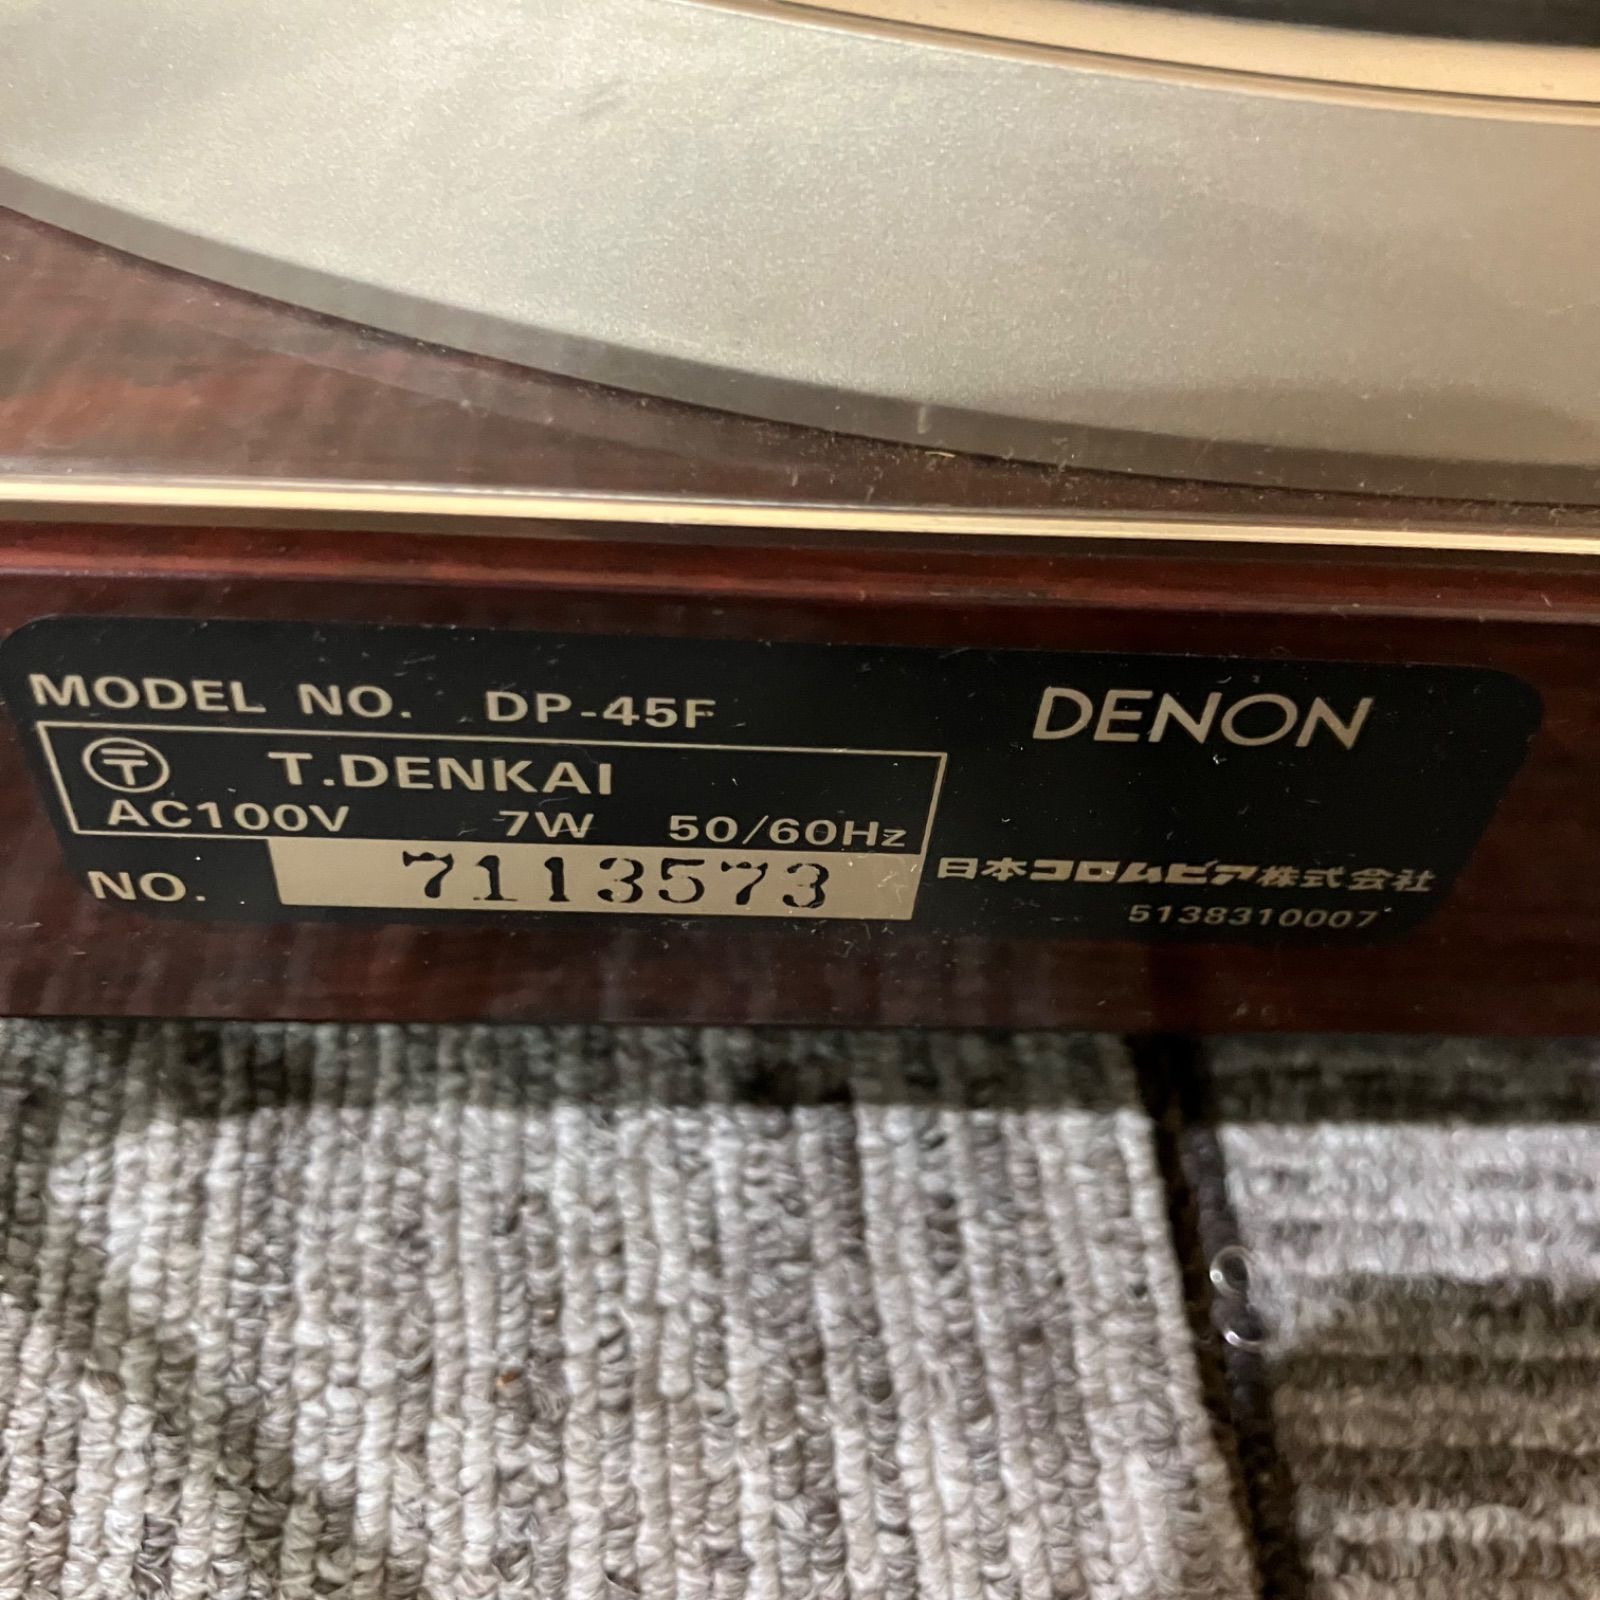 MODEL NO. DP-45F
DENON
〒 T.DENKAI
AC100V 7W 50/60Hz
NO. 7113573
日本コロムビア株式会社
5138310007